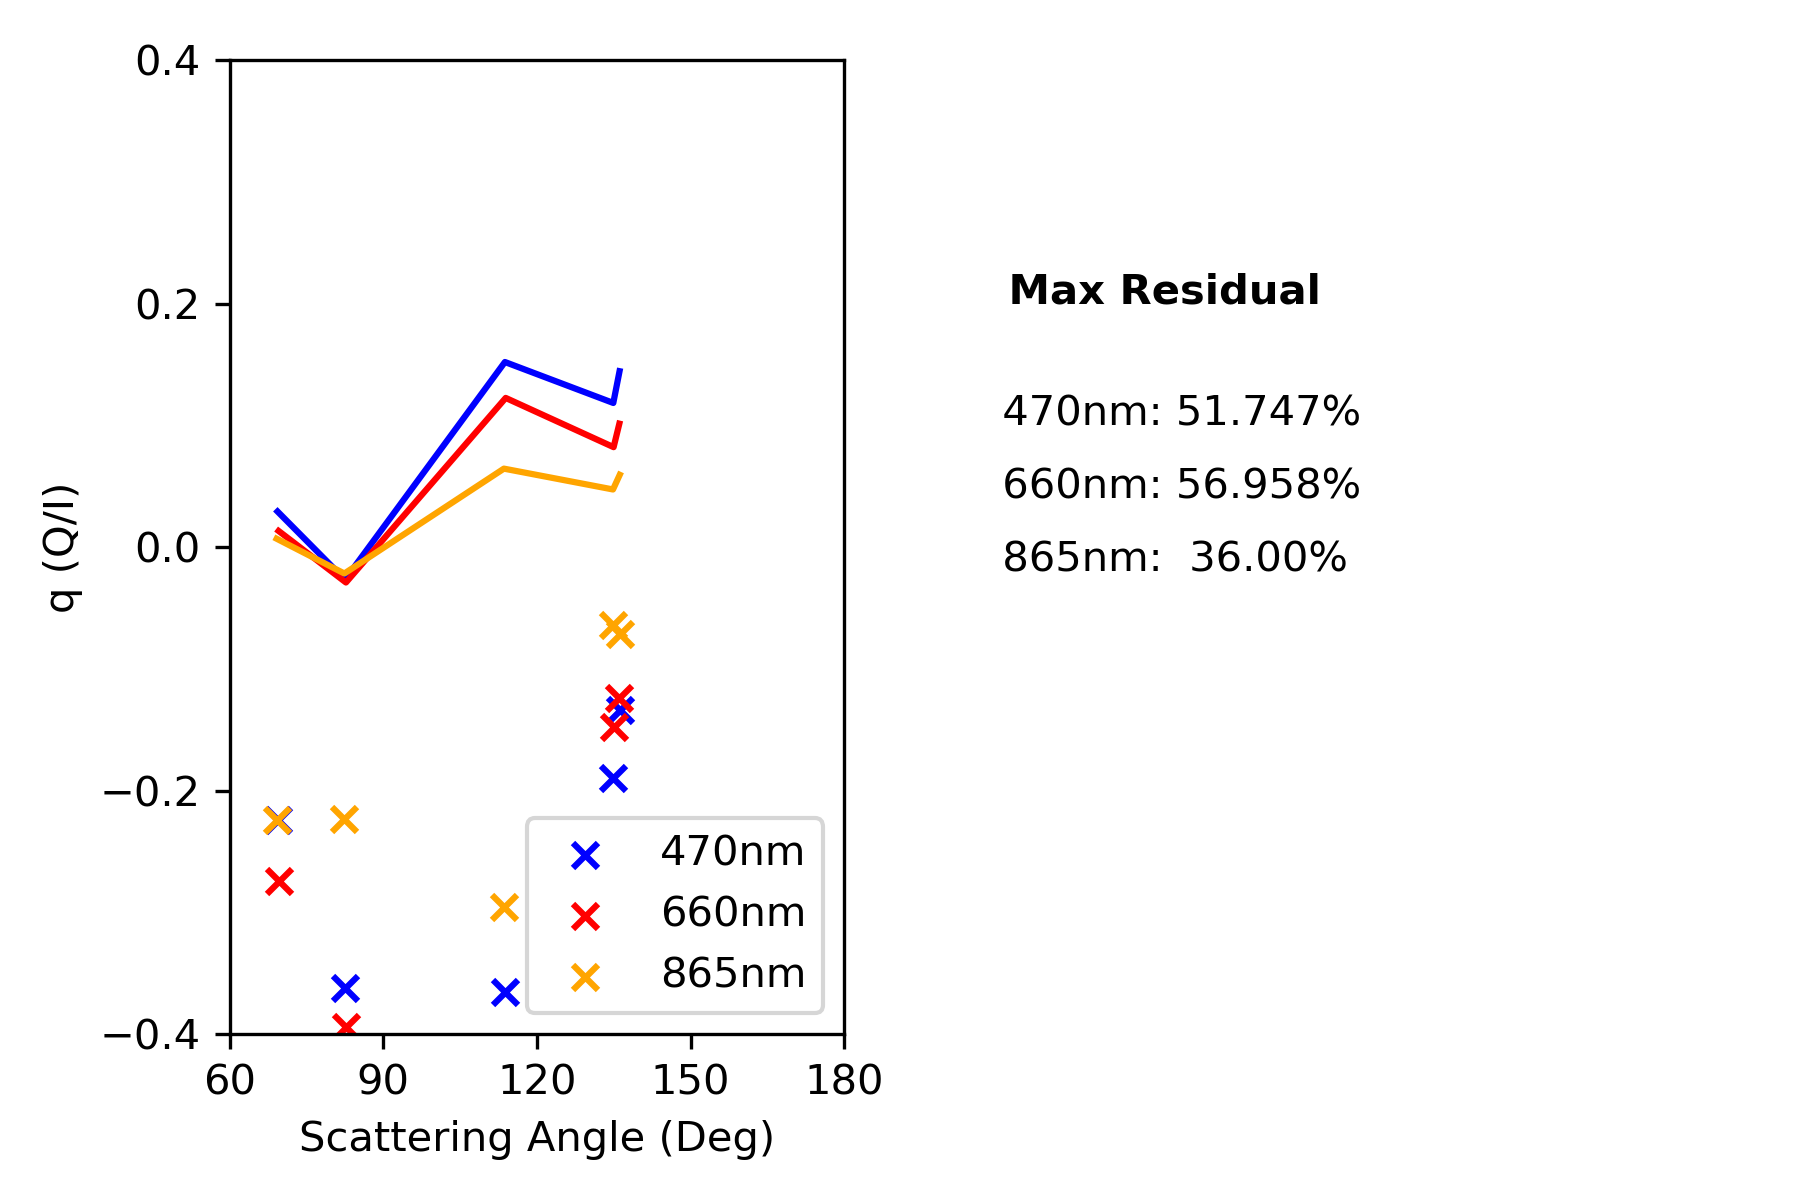 0.4
0.2
0.0
−0.2
−0.4
q (Q/I)
60 90 120 150 180
Scattering Angle (Deg)
470nm
660nm
865nm
Max Residual
470nm: 51.747%
660nm: 56.958%
865nm: 36.00%